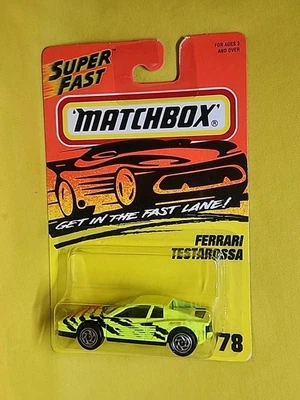 SUPER
FAST
FOR AGES 3
AND OVER
MATCHBOX®
GET IN THE FAST LANE!
FERRARI
TESTAROSSA
78